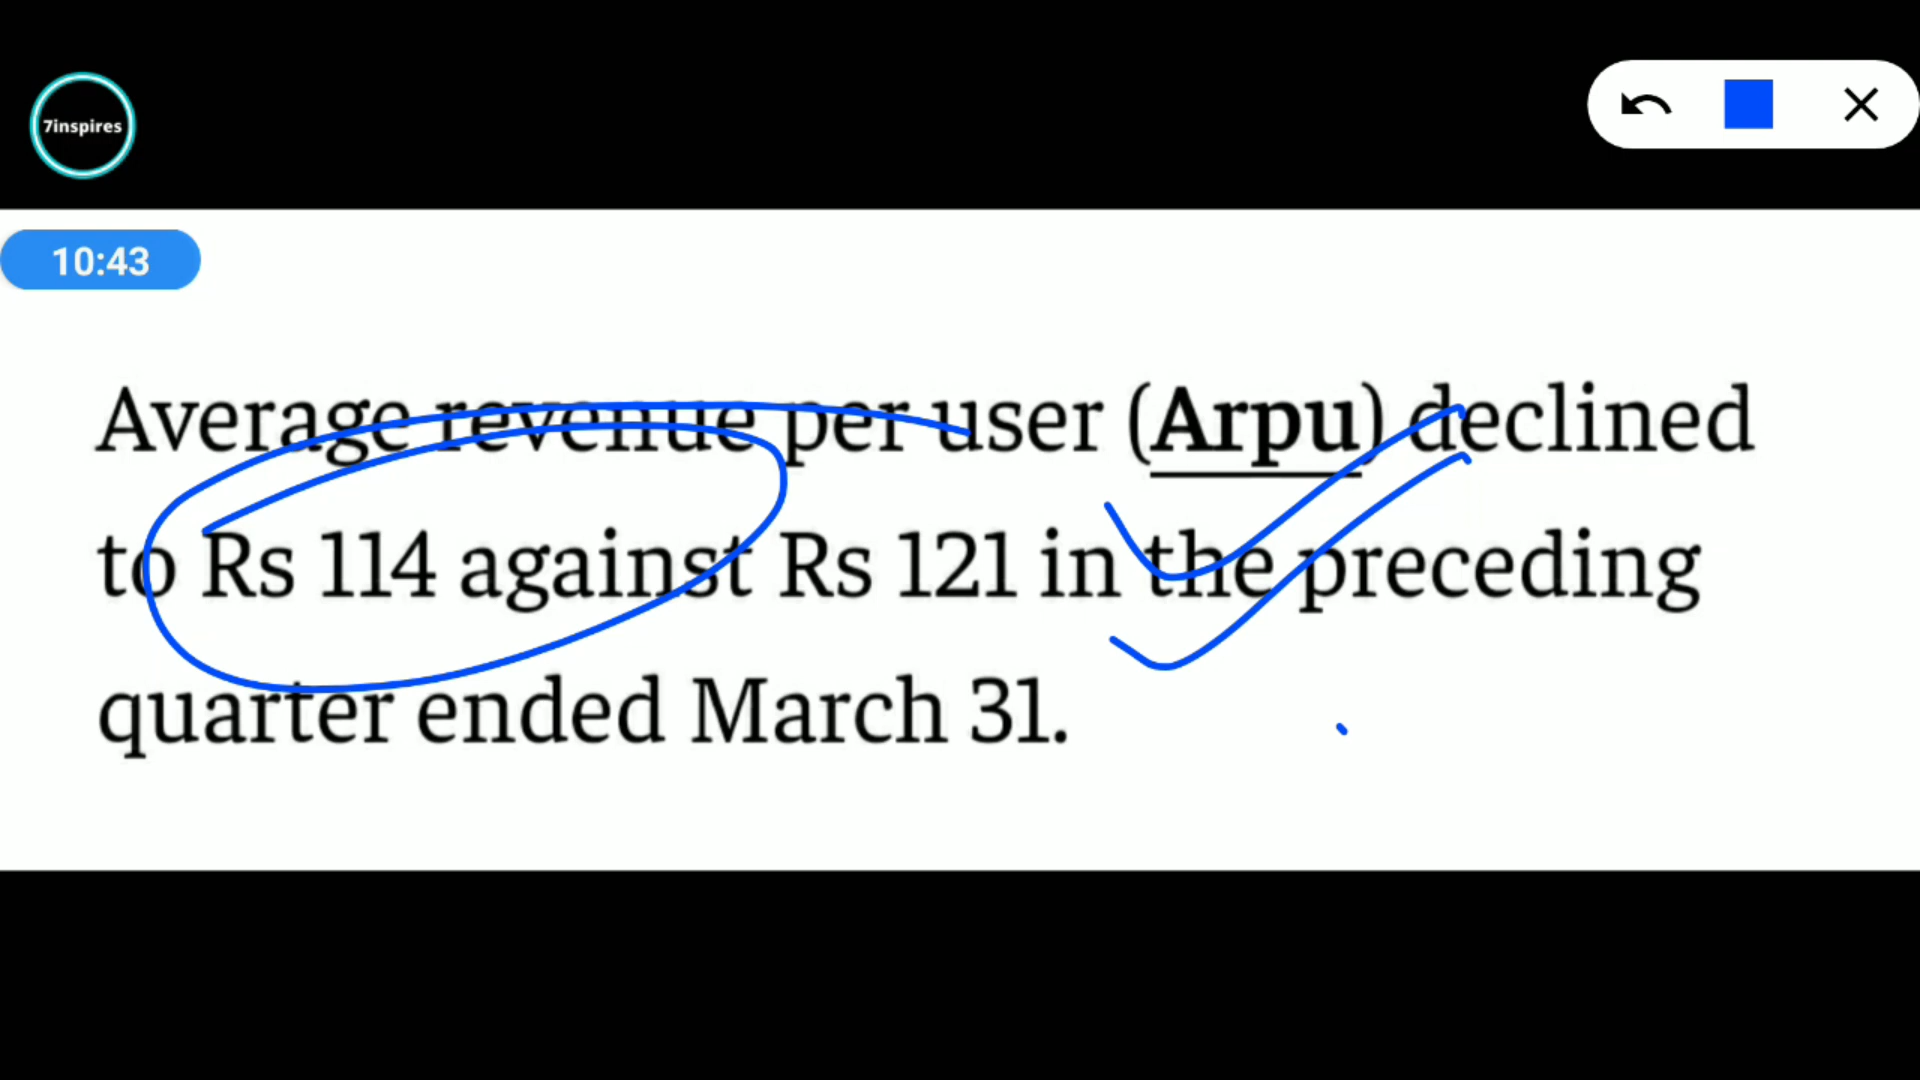 7inspires
10:43
Average revenue per user (Arpu) declined
to Rs 114 against Rs 121 in the preceding
quarter ended March 31.